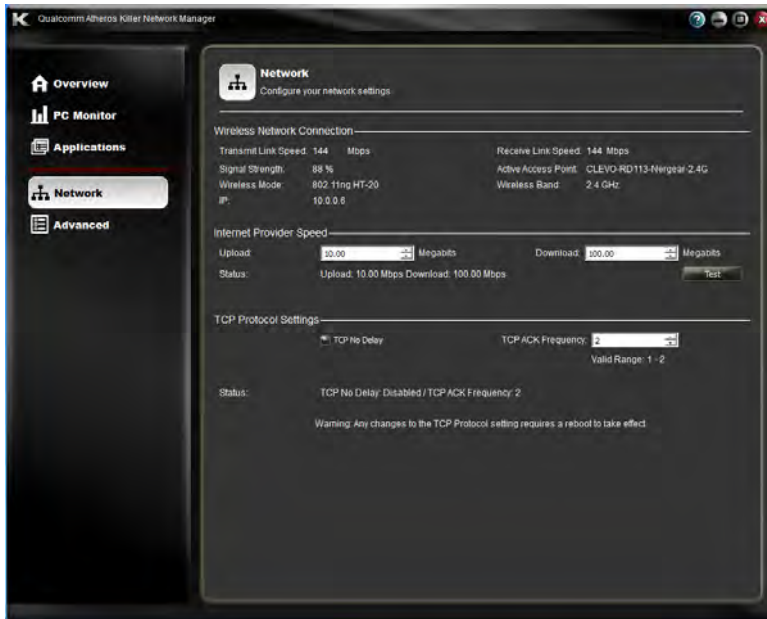 K Qualcomm Atheros Killer Network Manager
Overview
PC Monitor
Applications
Network
Advanced
Network
Configure your network settings
Wireless Network Connection
Transmit Link Speed: 144 Mbps
Receive Link Speed: 144 Mbps
Signal Strength: 88 %
Active Access Point: CLEVO-RD113-Nergear-2.4G
Wireless Mode: 802.11ng HT-20
Wireless Band: 2.4 GHz
IP: 10.0.0.6
Internet Provider Speed
Upload: 10.00 Megabits
Download: 100.00 Megabits
Status: Upload: 10.00 Mbps Download: 100.00 Mbps
Test
TCP Protocol Settings
TCP No Delay
TCP ACK Frequency: 2
Valid Range: 1 - 2
Status: TCP No Delay: Disabled / TCP ACK Frequency: 2
Warning: Any changes to the TCP Protocol setting requires a reboot to take effect